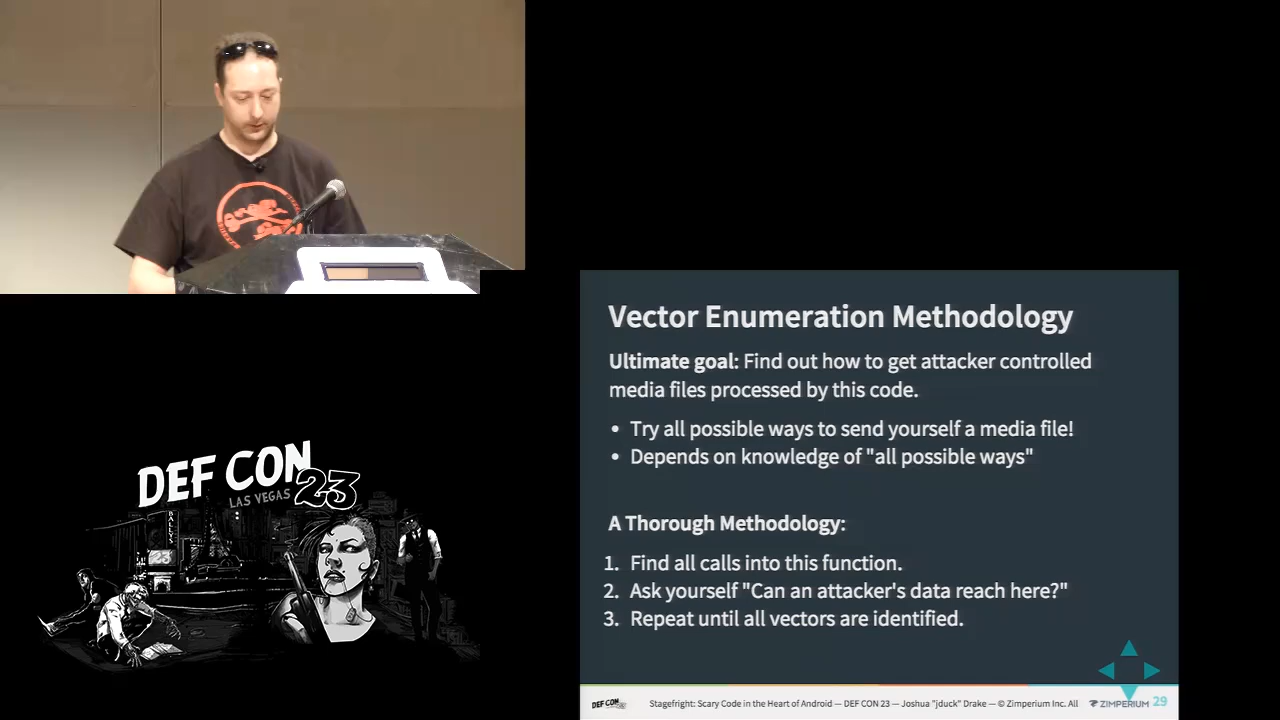 Vector Enumeration Methodology
Ultimate goal: Find out how to get attacker controlled
media files processed by this code.
• Try all possible ways to send yourself a media file!
• Depends on knowledge of "all possible ways"
A Thorough Methodology:
1. Find all calls into this function.
2. Ask yourself "Can an attacker's data reach here?"
3. Repeat until all vectors are identified.
DEF CON Stagefright: Scary Code in the Heart of Android — DEF CON 23 — Joshua "jduck" Drake — © Zimperium Inc. All ZIMPERIUM 29
DEF CON
LAS VEGAS 23
BALLYS